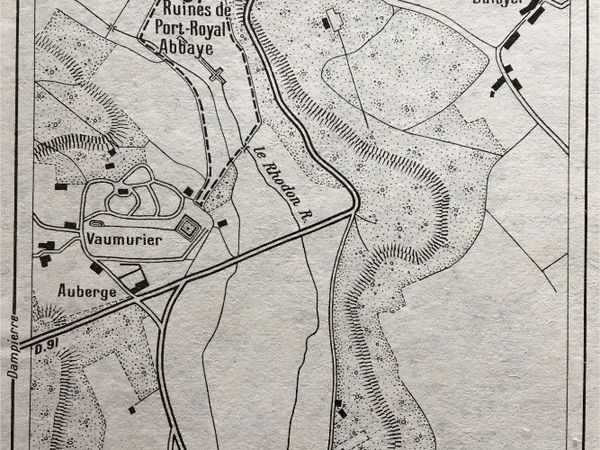 Ruines de
Port-Royal
Abbaye
le Rhodon R.
Vaumurier
Auberge
D.91
Dampierre